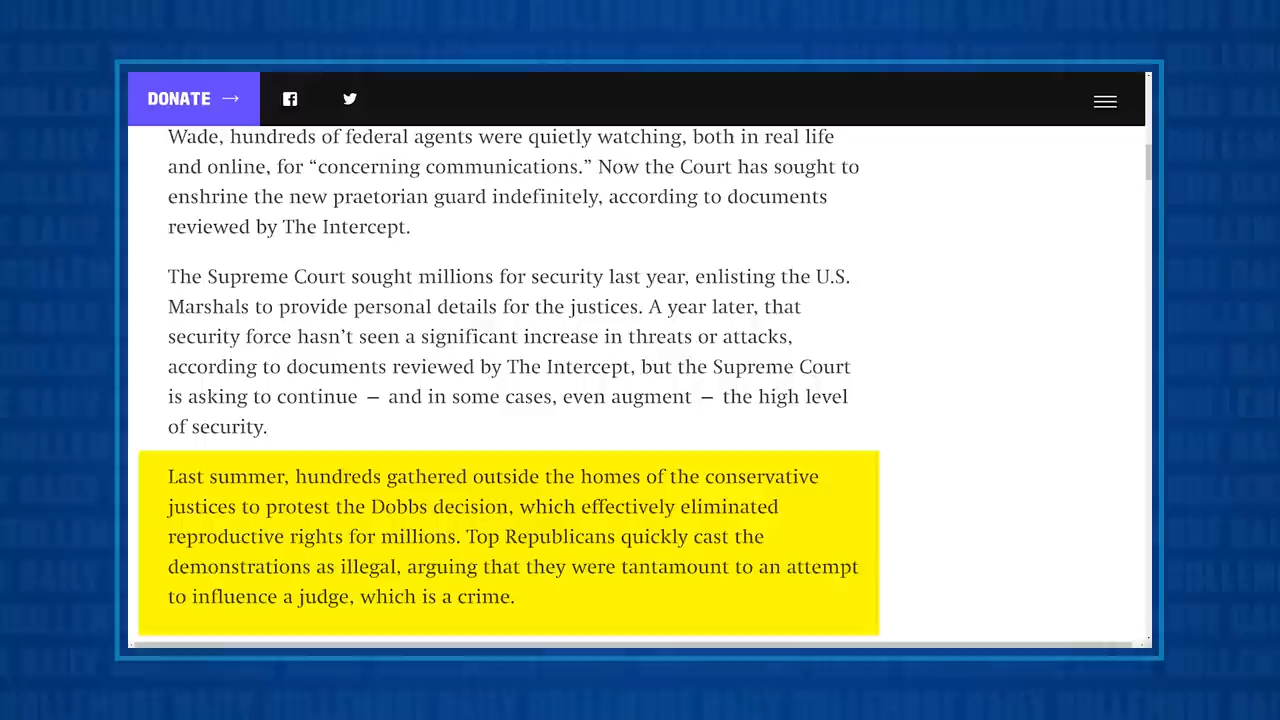 DONATE →
Wade, hundreds of federal agents were quietly watching, both in real life
and online, for “concerning communications.” Now the Court has sought to
enshrine the new praetorian guard indefinitely, according to documents
reviewed by The Intercept.
The Supreme Court sought millions for security last year, enlisting the U.S.
Marshals to provide personal details for the justices. A year later, that
security force hasn’t seen a significant increase in threats or attacks,
according to documents reviewed by The Intercept, but the Supreme Court
is asking to continue — and in some cases, even augment — the high level
of security.
Last summer, hundreds gathered outside the homes of the conservative
justices to protest the Dobbs decision, which effectively eliminated
reproductive rights for millions. Top Republicans quickly cast the
demonstrations as illegal, arguing that they were tantamount to an attempt
to influence a judge, which is a crime.